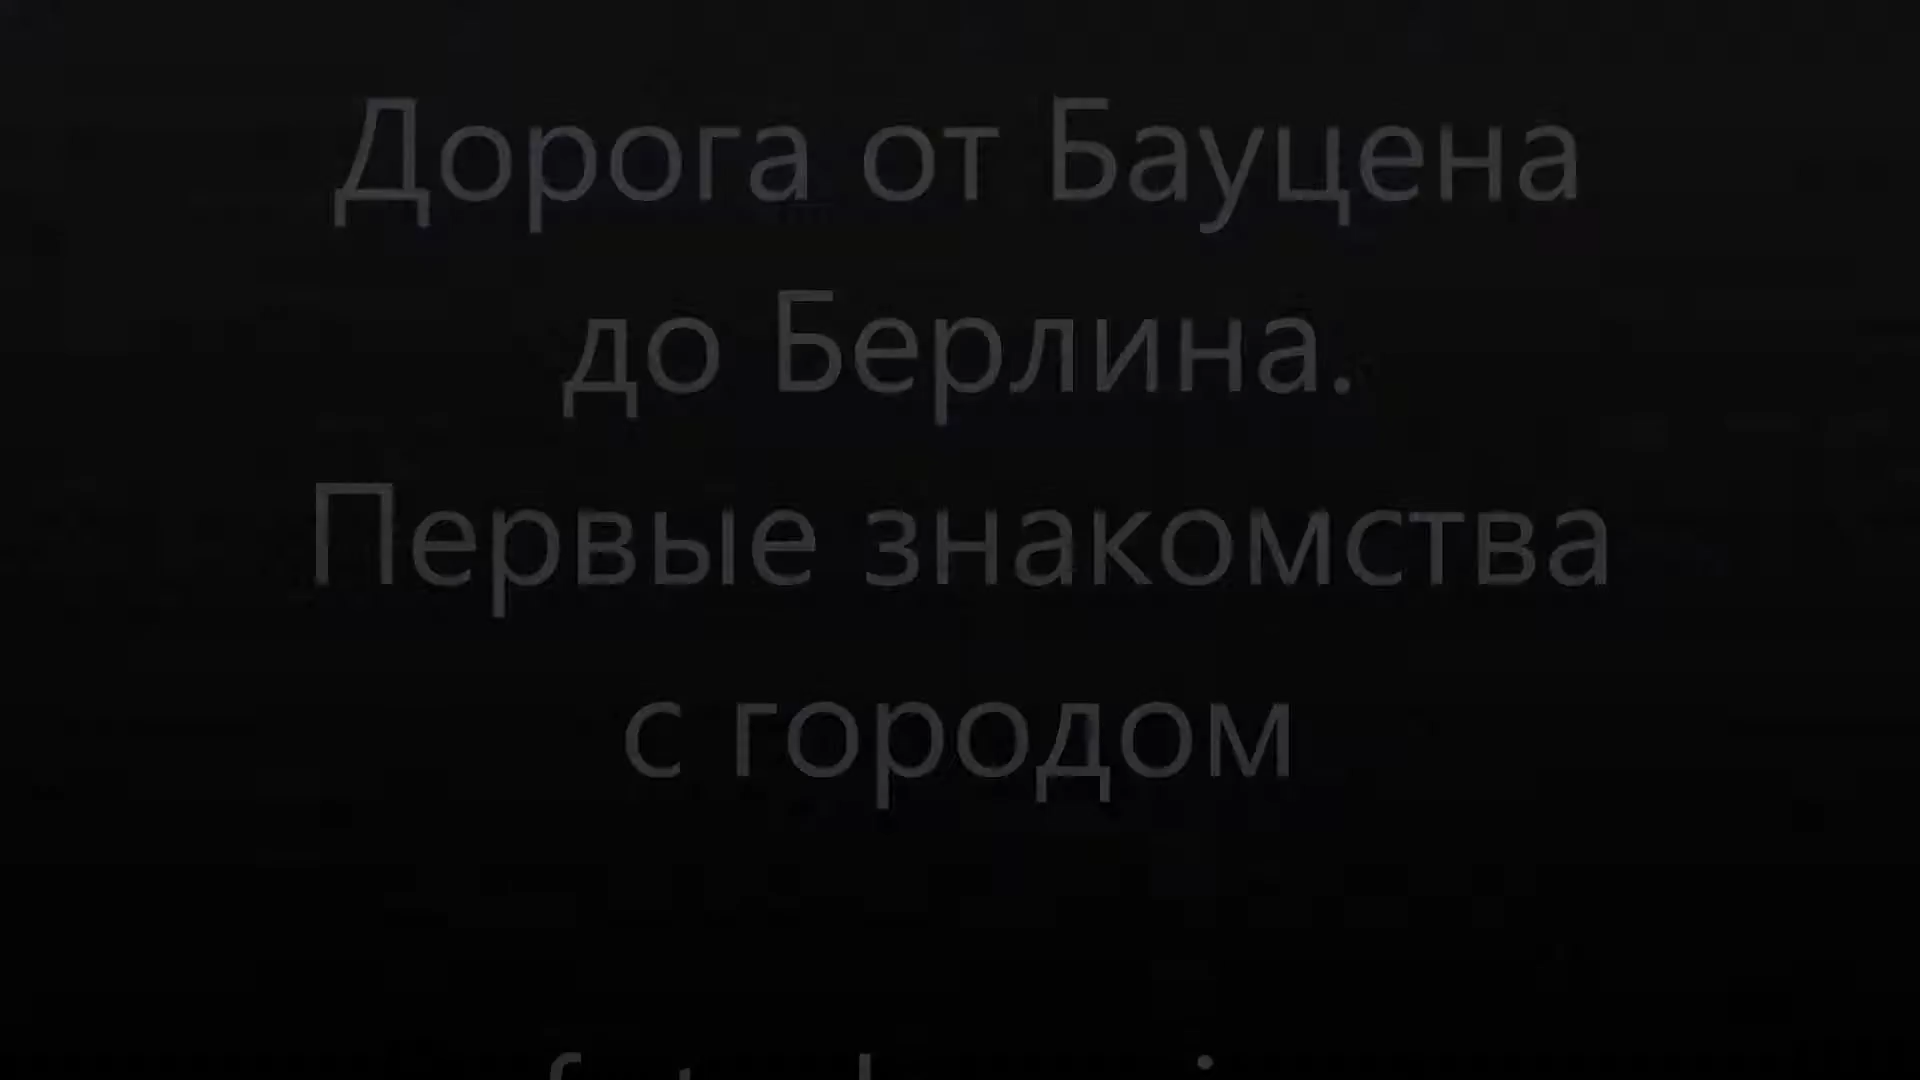 Дорога от Бауцена
до Берлина.
Первые знакомства
с городом